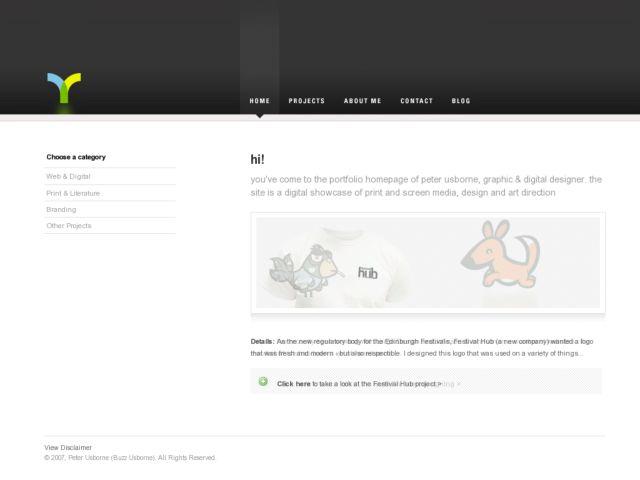 HOME PROJECTS ABOUT ME CONTACT BLOG
Choose a category
Web & Digital
Print & Literature
Branding
Other Projects
hi!
you've come to the portfolio homepage of peter usborne, graphic & digital designer. the
site is a digital showcase of print and screen media, design and art direction
hub
Details: As the new regulatory body for the Edinburgh Festivals, Festival Hub (a new company) wanted a logo
that was fresh and modern - but also respectible. I designed this logo that was used on a variety of things...
Click here to take a look at the Festival Hub project >
View Disclaimer
© 2007, Peter Usborne (Buzz Usborne). All Rights Reserved.